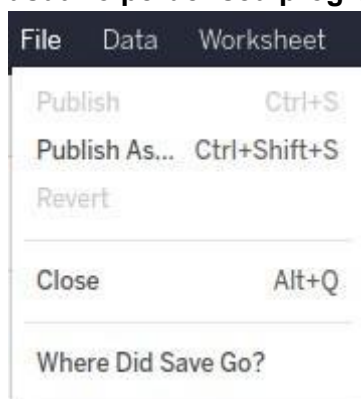 File Data Worksheet
Publish Ctrl+S
Publish As... Ctrl+Shift+S
Revert
Close Alt+Q
Where Did Save Go?